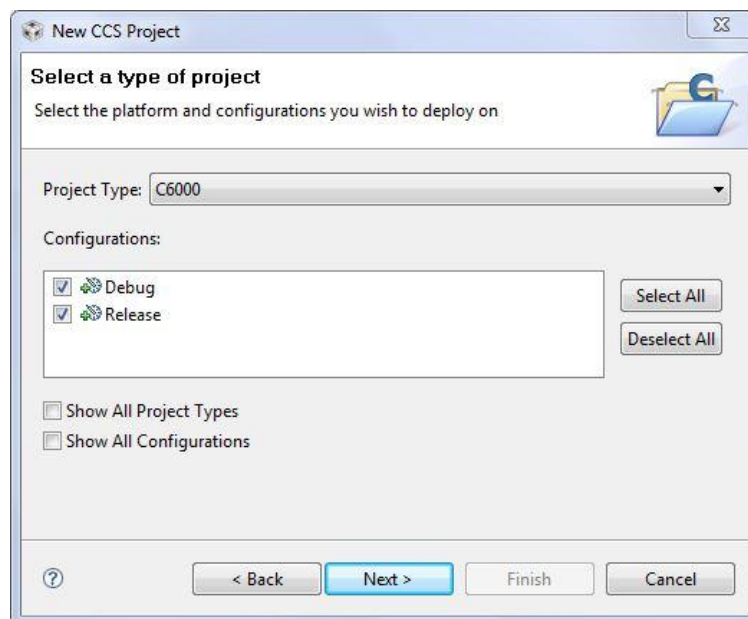 New CCS Project
Select a type of project
Select the platform and configurations you wish to deploy on
Project Type: C6000
Configurations:
Debug
Release
Select All
Deselect All
Show All Project Types
Show All Configurations
< Back Next > Finish Cancel